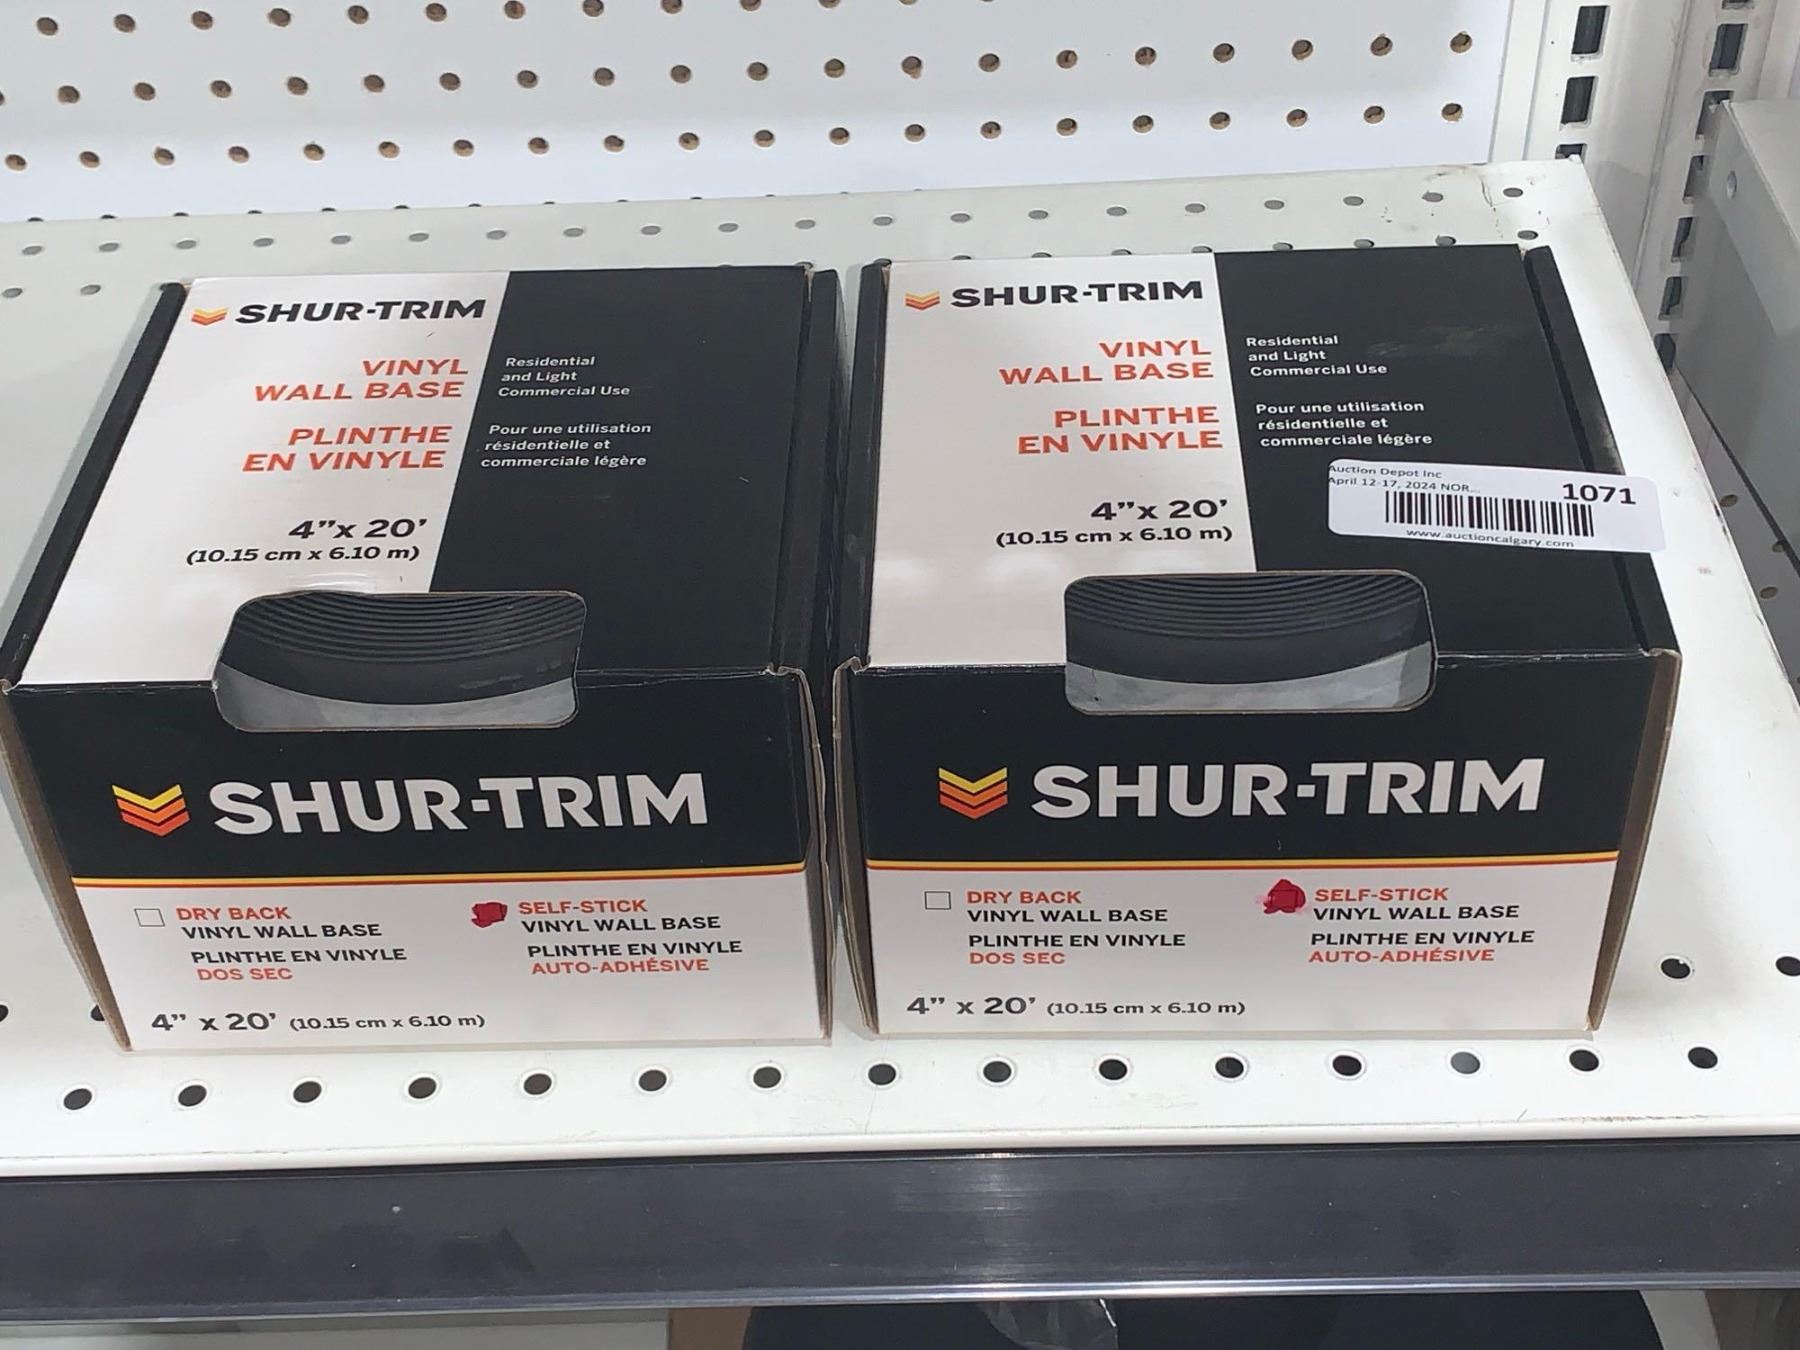 SHUR-TRIM
VINYL
WALL BASE
PLINTHE
EN VINYLE
4”x 20’
(10.15 cm x 6.10 m)
Residential
and Light
Commercial Use
Pour une utilisation
résidentielle et
commerciale légère
SHUR-TRIM
DRY BACK
VINYL WALL BASE
PLINTHE EN VINYLE
DOS SEC
SELF-STICK
VINYL WALL BASE
PLINTHE EN VINYLE
AUTO-ADHÉSIVE
4” x 20’ (10.15 cm x 6.10 m)
SHUR-TRIM
VINYL
WALL BASE
PLINTHE
EN VINYLE
4”x 20’
(10.15 cm x 6.10 m)
Residential
and Light
Commercial Use
Pour une utilisation
résidentielle et
commerciale légère
Auction Depot Inc
April 12-17, 2024 NOR...
1071
www.auctioncalgary.com
SHUR-TRIM
DRY BACK
VINYL WALL BASE
PLINTHE EN VINYLE
DOS SEC
SELF-STICK
VINYL WALL BASE
PLINTHE EN VINYLE
AUTO-ADHÉSIVE
4” x 20’ (10.15 cm x 6.10 m)